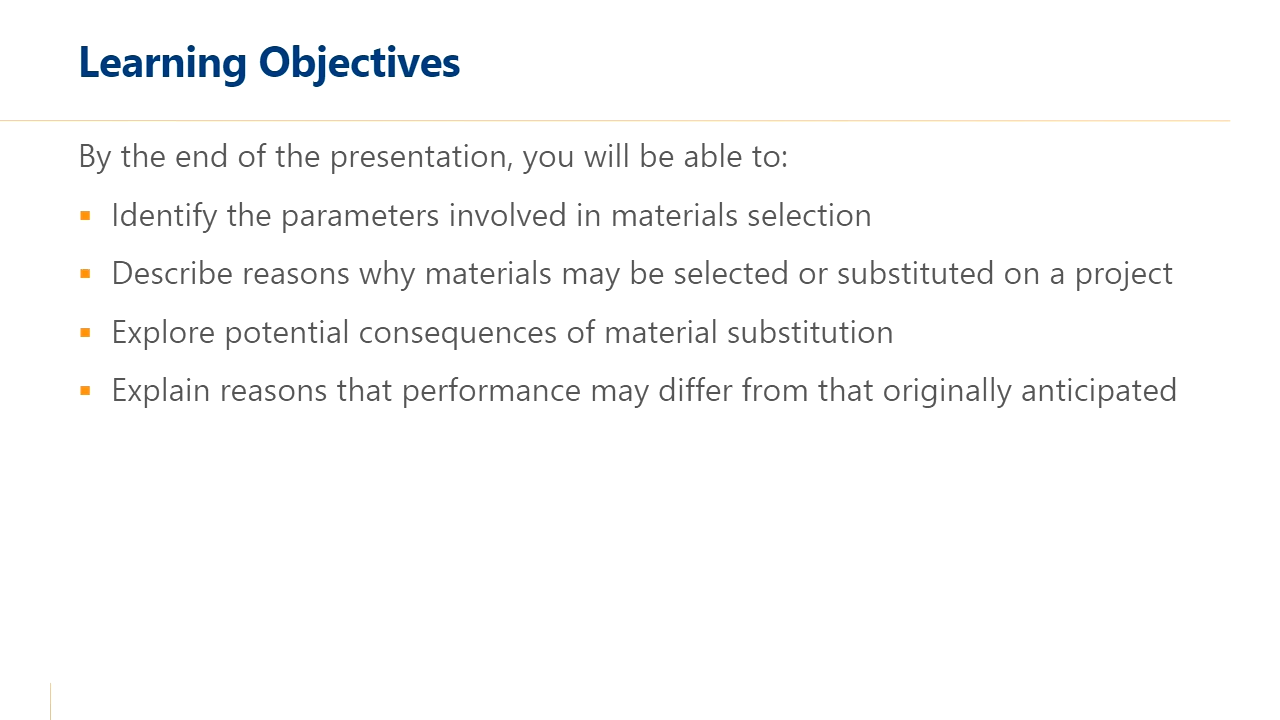 Learning Objectives
By the end of the presentation, you will be able to:
▪ Identify the parameters involved in materials selection
▪ Describe reasons why materials may be selected or substituted on a project
▪ Explore potential consequences of material substitution
▪ Explain reasons that performance may differ from that originally anticipated